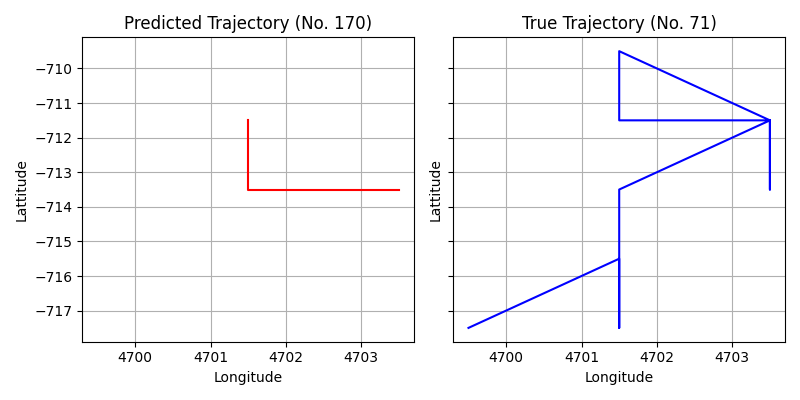 Predicted Trajectory (No. 170)
True Trajectory (No. 71)
Lattitude
−710
−711
−712
−713
−714
−715
−716
−717
4700
4701
4702
4703
Longitude
Lattitude
4700
4701
4702
4703
Longitude